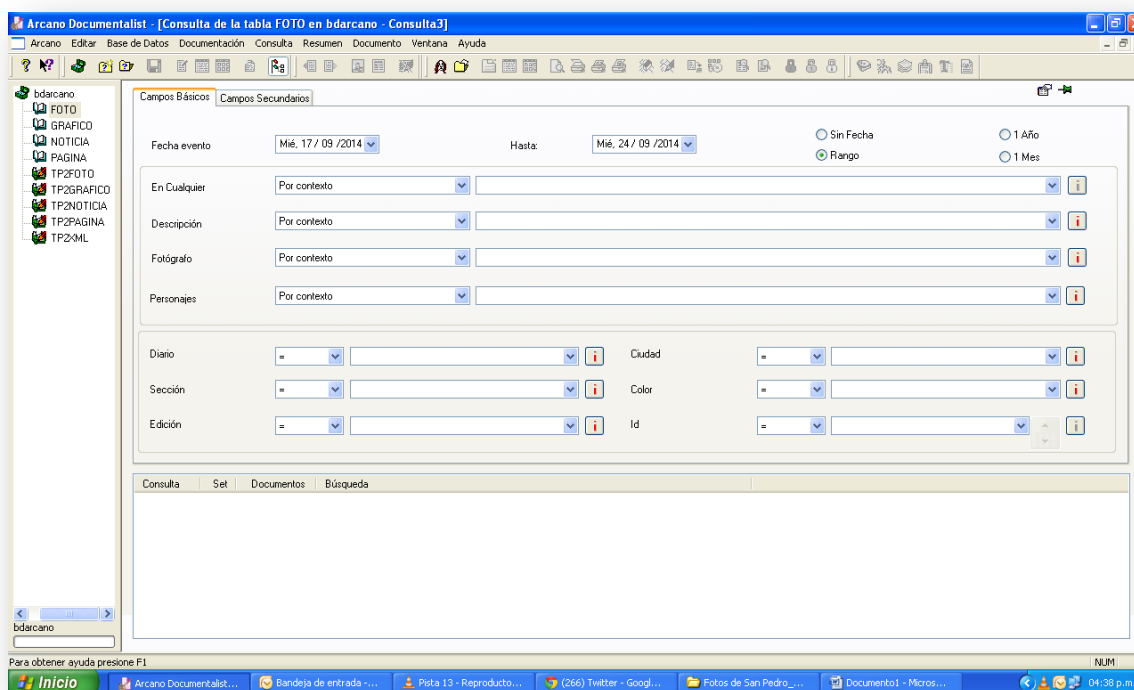 Arcano Documentalist - [Consulta de la tabla FOTO en bdarcano - Consulta3]
Arcano Editar Base de Datos Documentación Consulta Resumen Documento Ventana Ayuda
bdarcano
FOTO
GRAFICO
NOTICIA
PAGINA
TP2FOTO
TP2GRAFICO
TP2NOTICIA
TP2PAGINA
TP2XML
bdarcano
Campos Básicos Campos Secundarios
Fecha evento Mié, 17 / 09 /2014 Hasta: Mié, 24 / 09 /2014 Sin Fecha 1 Año
Rango 1 Mes
En Cualquier Por contexto i
Descripción Por contexto i
Fotógrafo Por contexto i
Personajes Por contexto i
Diario = i Ciudad = i
Sección = i Color = i
Edición = i Id = i
Consulta Set Documentos Búsqueda
Para obtener ayuda presione F1 NUM
Inicio Arcano Documentalist... Bandeja de entrada -... Pista 13 - Reproducto... (266) Twitter - Googl... Fotos de San Pedro_... Documento1 - Micros... 04:38 p.m.